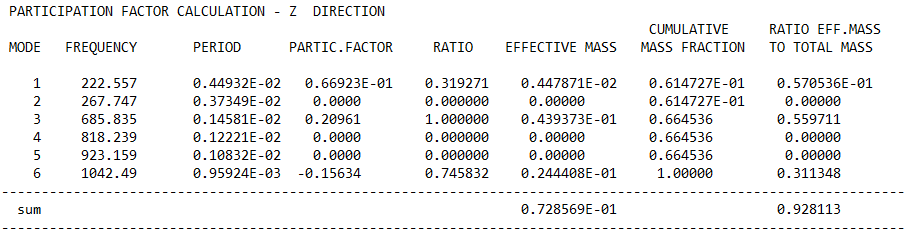 PARTICIPATION FACTOR CALCULATION - Z  DIRECTION
CUMULATIVE     RATIO EFF.MASS
MODE   FREQUENCY       PERIOD      PARTIC.FACTOR     RATIO    EFFECTIVE MASS   MASS FRACTION   TO TOTAL MASS
1     222.557       0.44932E-02   0.66923E-01    0.319271    0.447871E-02   0.614727E-01   0.570536E-01
2     267.747       0.37349E-02    0.0000        0.000000     0.00000       0.614727E-01    0.00000
3     685.835       0.14581E-02   0.20961        1.000000    0.439373E-01   0.664536       0.559711
4     818.239       0.12221E-02    0.0000        0.000000     0.00000       0.664536        0.00000
5     923.159       0.10832E-02    0.0000        0.000000     0.00000       0.664536        0.00000
6     1042.49       0.95924E-03  -0.15634        0.745832    0.244408E-01    1.00000       0.311348
-----------------------------------------------------------------------------------------------------------------
sum                                                          0.728569E-01                  0.928113
-----------------------------------------------------------------------------------------------------------------